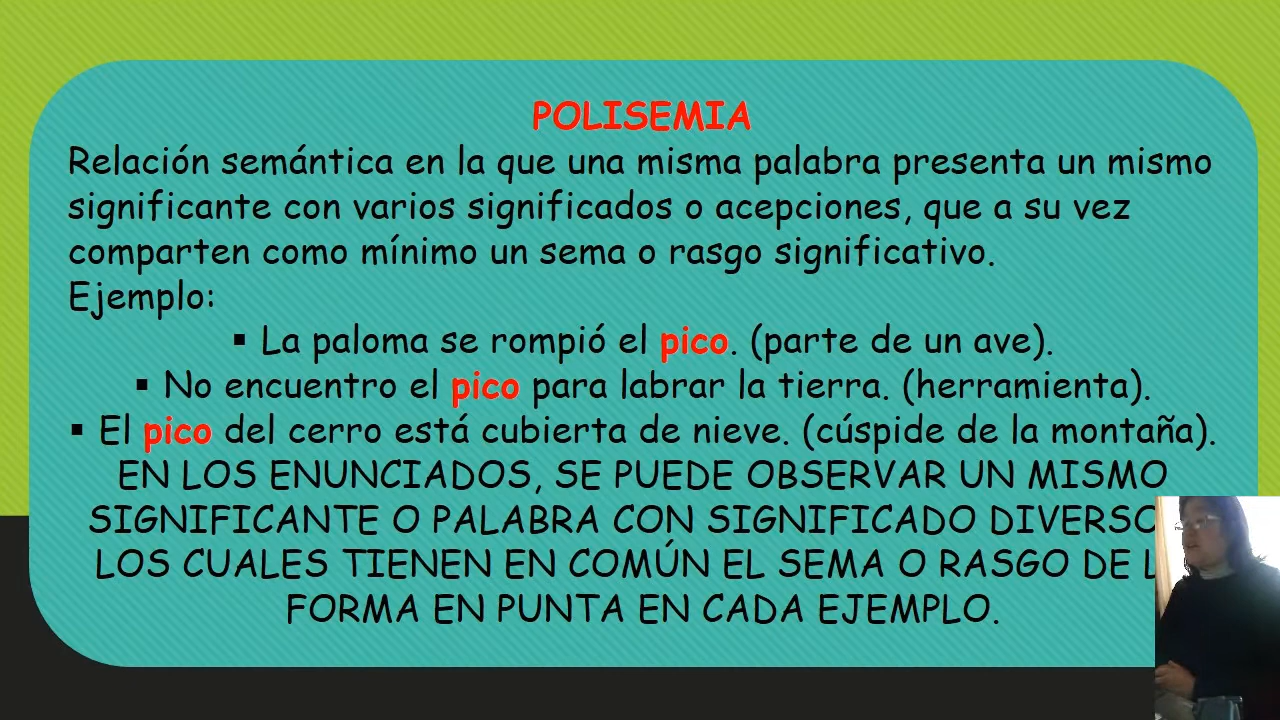 POLISEMIA
Relación semántica en la que una misma palabra presenta un mismo
significante con varios significados o acepciones, que a su vez
comparten como mínimo un sema o rasgo significativo.
Ejemplo:
▪ La paloma se rompió el pico. (parte de un ave).
▪ No encuentro el pico para labrar la tierra. (herramienta).
▪ El pico del cerro está cubierta de nieve. (cúspide de la montaña).
EN LOS ENUNCIADOS, SE PUEDE OBSERVAR UN MISMO
SIGNIFICANTE O PALABRA CON SIGNIFICADO
LOS CUALES TIENEN EN COMÚN EL SEMA O RASGO DE
FORMA EN PUNTA EN CADA EJEMPLO.